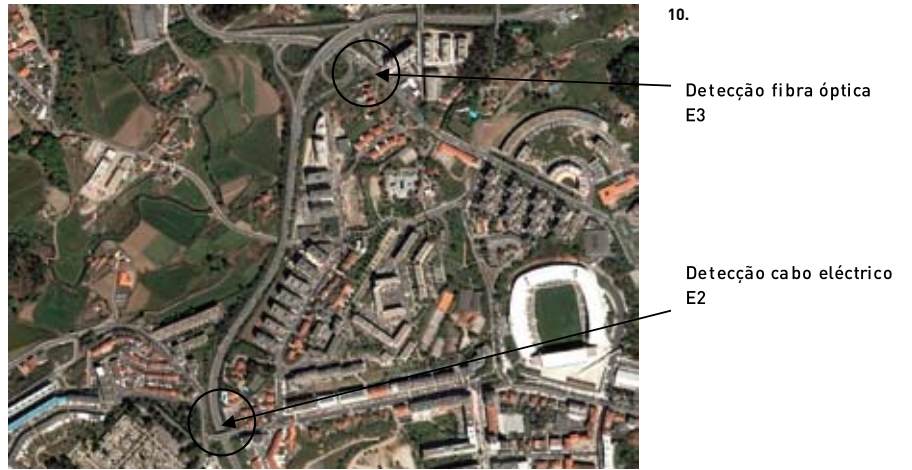 10.
Detecção fibra óptica
E3
Detecção cabo eléctrico
E2